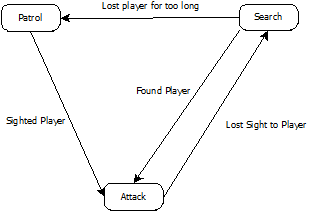 Lost player for too long
Patrol
Search
Found Player
Sighted Player
Lost Sight to Player
Attack